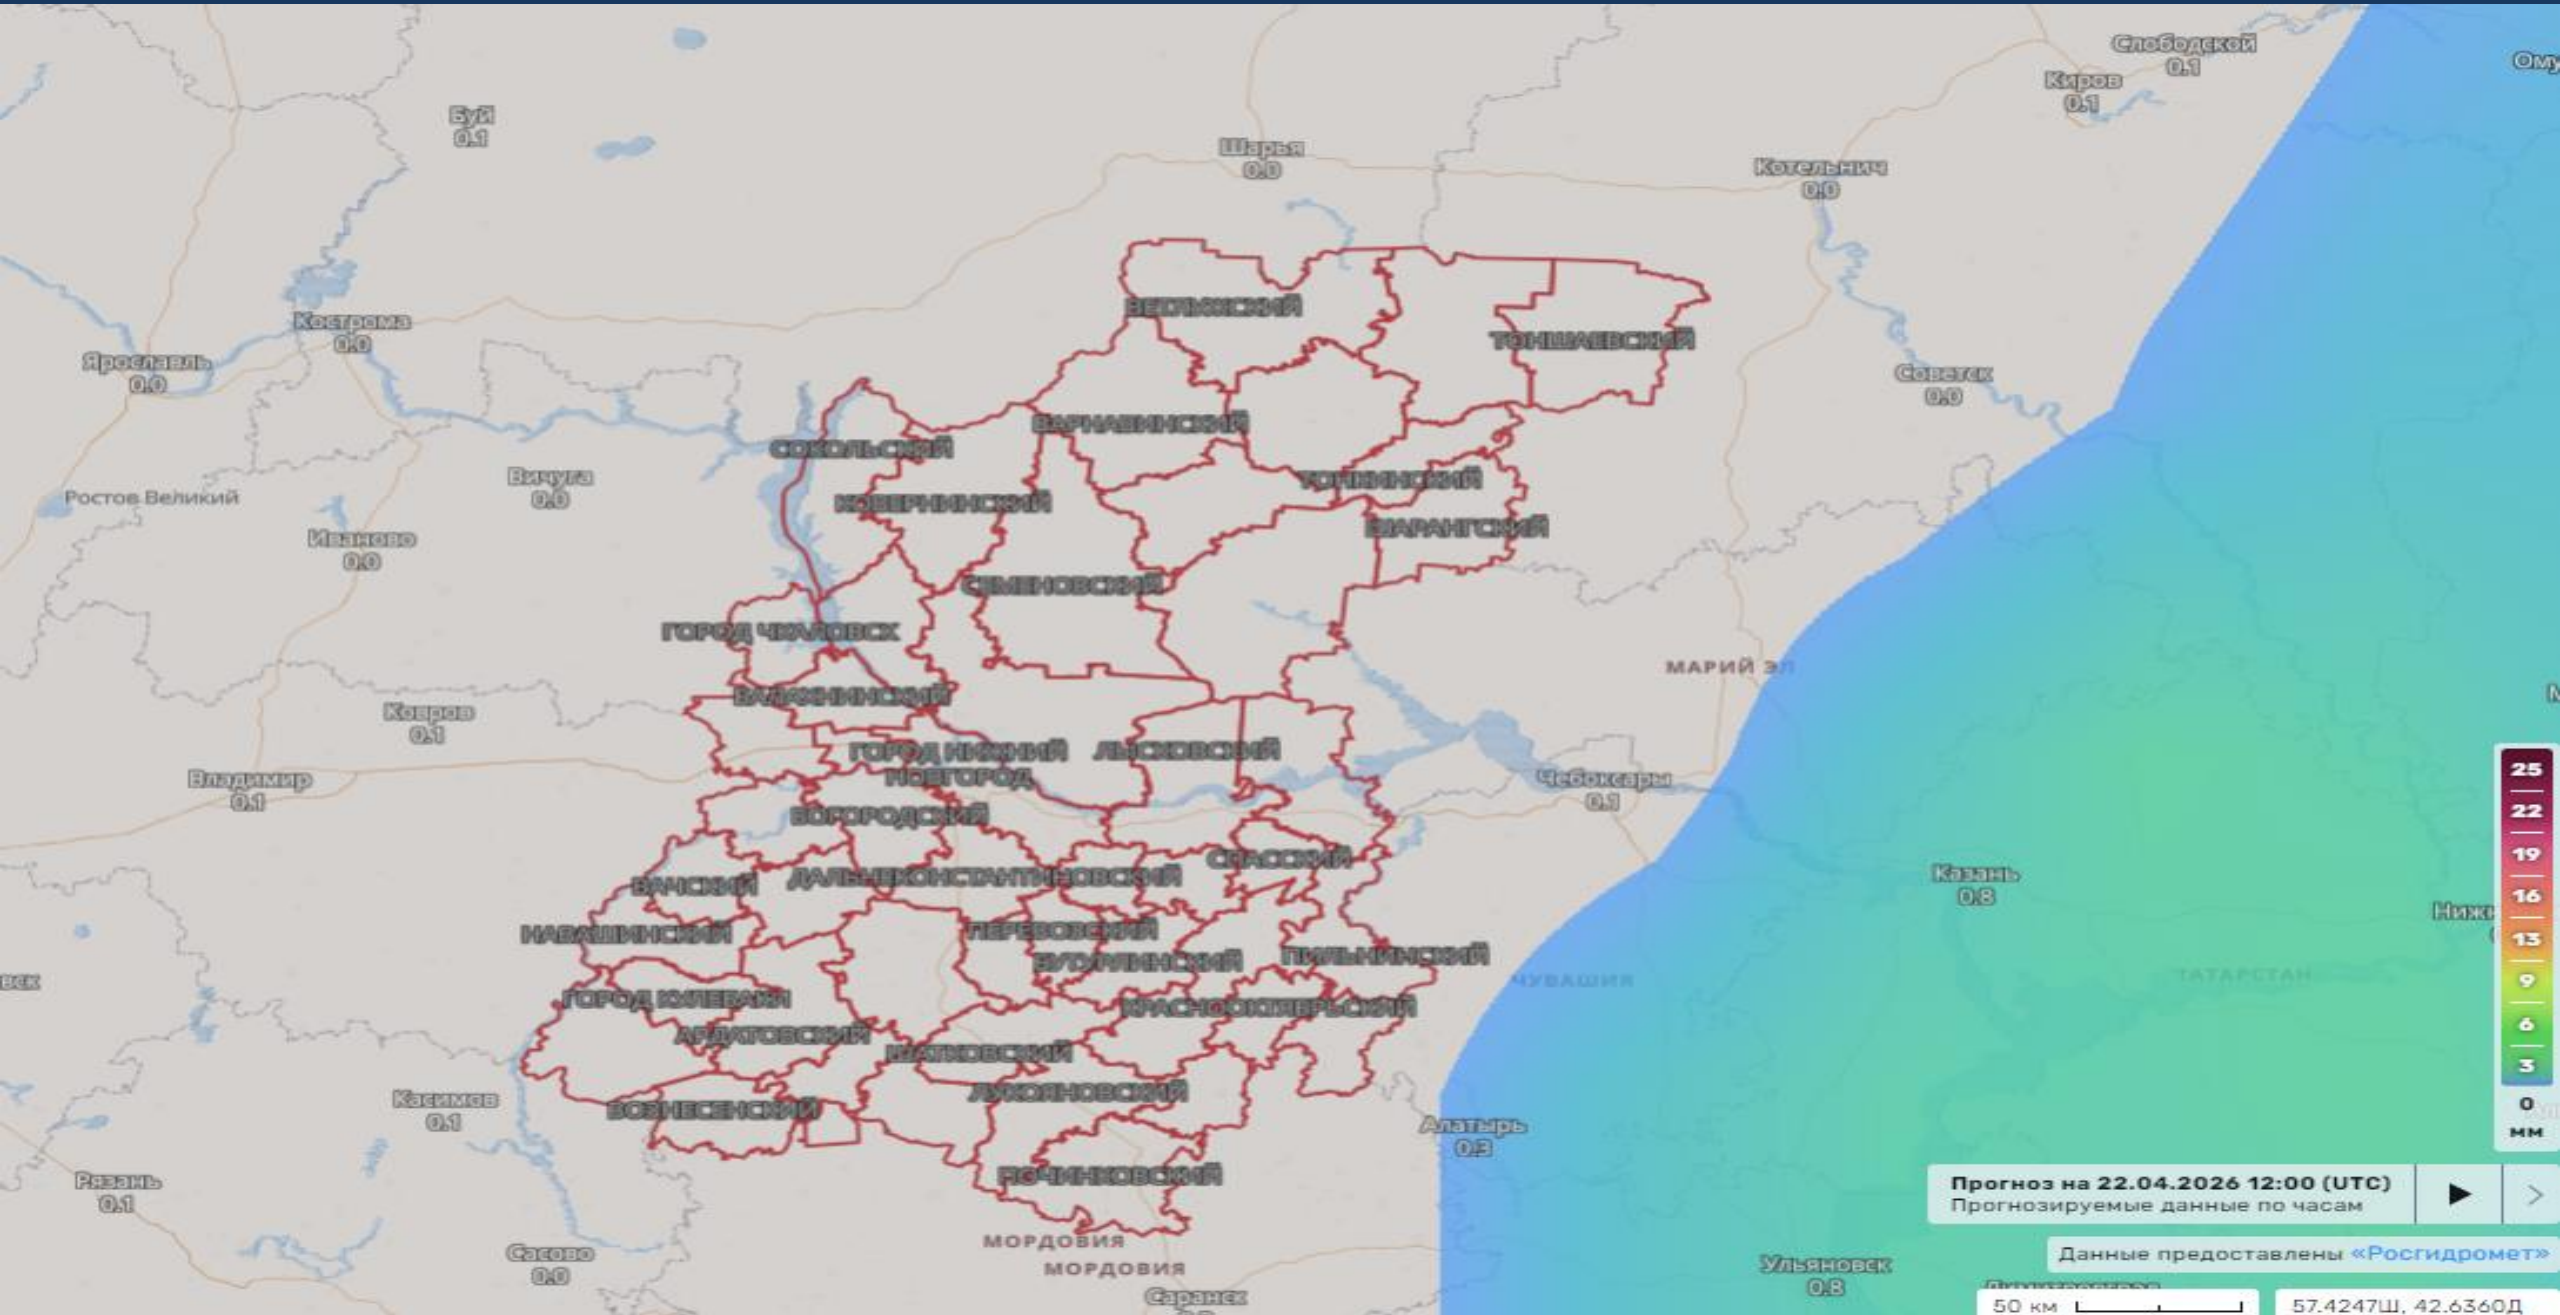 Слободской
0.1
Ому
Киров
0.1
Буй
0.1
Шарья
0.0
Котельнич
0.0
ВЕТЛУЖСКИЙ
Кострома
0.0
ТОНШАЕВСКИЙ
Ярославль
0.0
Советск
0.0
ВАРНАВИНСКИЙ
СОКОЛЬСКИЙ
Вичуга
0.0
ТОНКИНСКИЙ
Ростов Великий
КОВЕРНИНСКИЙ
ШАРАНГСКИЙ
Иваново
0.0
СЕМЕНОВСКИЙ
ГОРОД ЧКАЛОВСК
МАРИЙ ЭЛ
БАЛАХНИНСКИЙ
Ковров
0.1
ГОРОД НИЖНИЙ
НОВГОРОД
ЛЫСКОВСКИЙ
Владимир
0.1
Чебоксары
0.1
БОГОРОДСКИЙ
СПАССКИЙ
Казань
0.8
ДАЛЬНЕКОНСТАНТИНОВСКИЙ
ВАЧСКИЙ
Нижн
НАВАШИНСКИЙ
ПЕРЕВОЗСКИЙ
БУТУРЛИНСКИЙ
ПИЛЬНИНСКИЙ
ЧУВАШИЯ
ТАТАРСТАН
вск
ГОРОД КУЛЕБАКИ
КРАСНООКТЯБРЬСКИЙ
АРДАТОВСКИЙ
ШАТКОВСКИЙ
ЛУКОЯНОВСКИЙ
Касимов
0.1
ВОЗНЕСЕНСКИЙ
Алатырь
0.3
ПОЧИНКОВСКИЙ
Рязань
0.1
МОРДОВИЯ
МОРДОВИЯ
Сасово
0.0
Саранск
Ульяновск
0.8
Димитровград
25
22
19
16
13
9
6
3
0
мм
Прогноз на 22.04.2026 12:00 (UTC)
Прогнозируемые данные по часам
Данные предоставлены «Росгидромет»
50 км
57.4247Ш, 42.6360Д